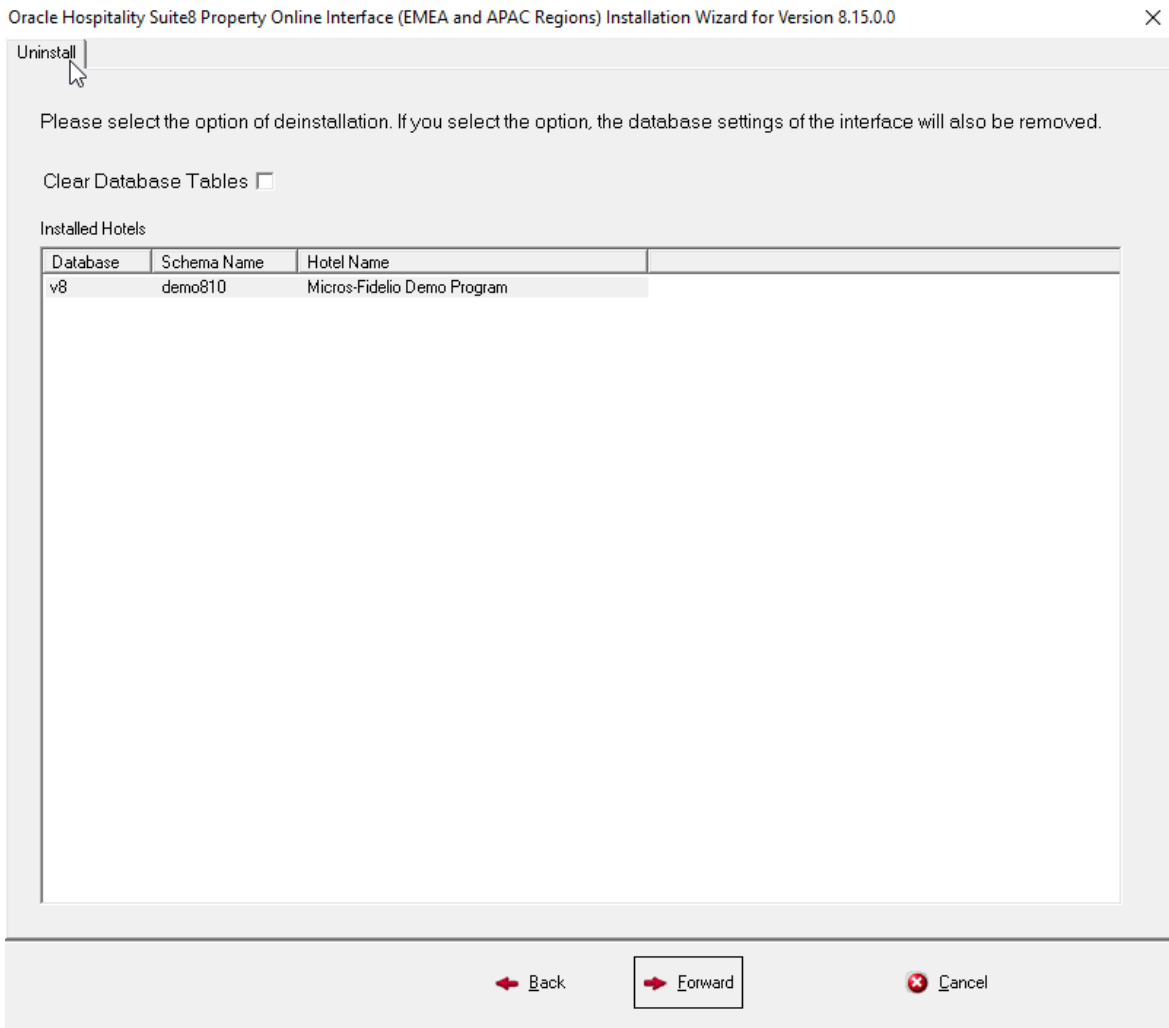 Oracle Hospitality Suite8 Property Online Interface (EMEA and APAC Regions) Installation Wizard for Version 8.15.0.0
Uninstall
Please select the option of deinstallation. If you select the option, the database settings of the interface will also be removed.
Clear Database Tables
Installed Hotels
Database Schema Name Hotel Name
v8 demo810 Micros-Fidelio Demo Program
Back Forward Cancel